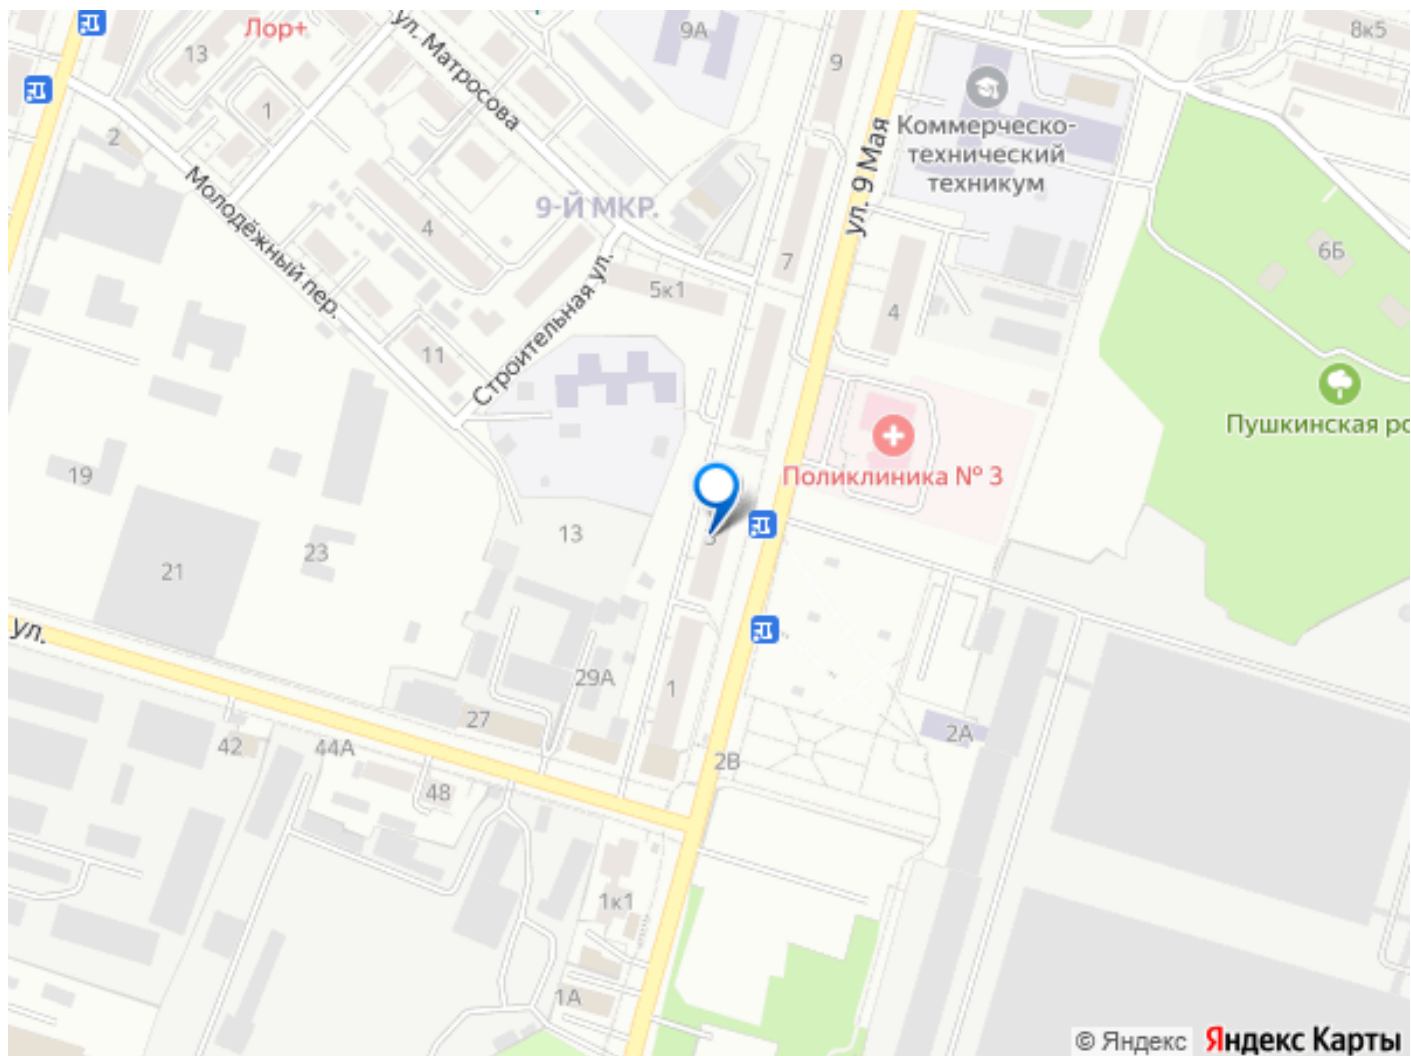 Лор+
13
ул. Матросова
9А
9
8к5
1
2
Коммерческо-
технический
техникум
ул. 9 Мая
Молодёжный пер.
9-Й МКР.
4
7
6Б
5к1
Строительная ул.
4
11
Пушкинская ро
Поликлиника № 3
19
3
13
23
21
ул.
29А
1
27
2А
42
44А
2В
48
1к1
1А
© Яндекс Яндекс Карты